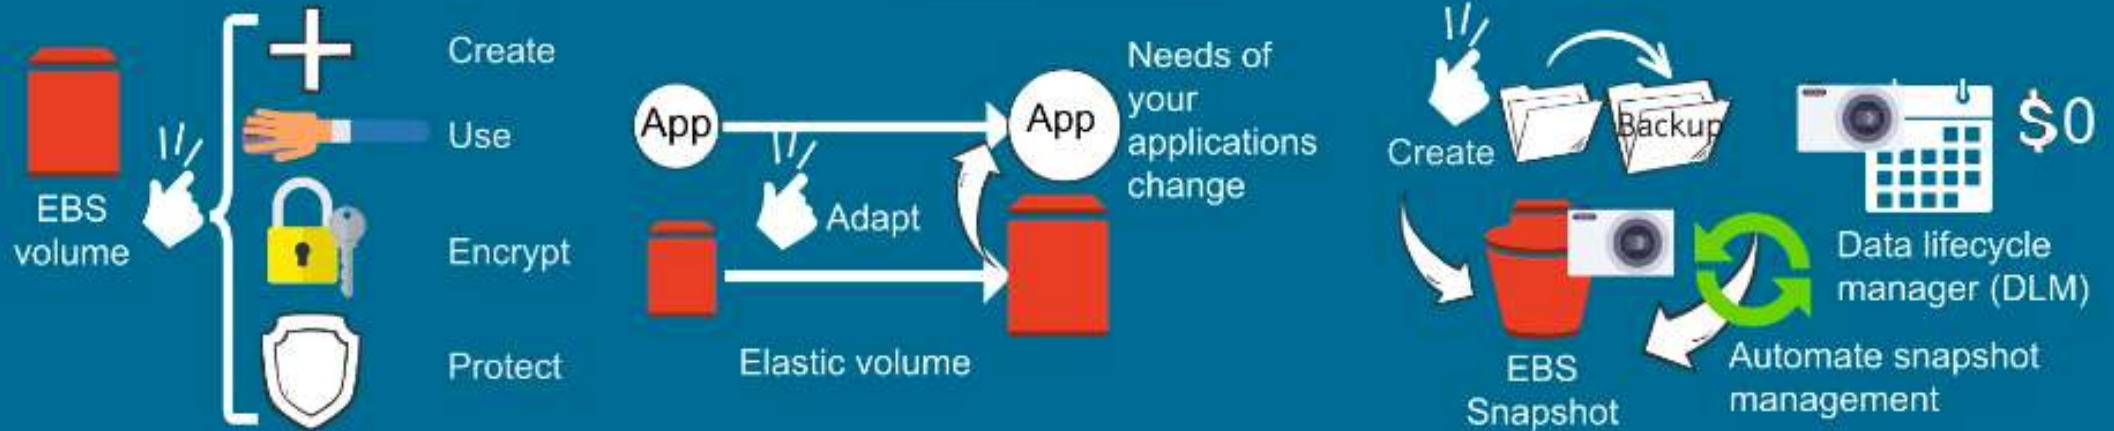 EBS
volume
Create
Use
Encrypt
Protect
App
App
Adapt
Elastic volume
Needs of
your
applications
change
Create
Backup
EBS
Snapshot
$0
Data lifecycle
manager (DLM)
Automate snapshot
management